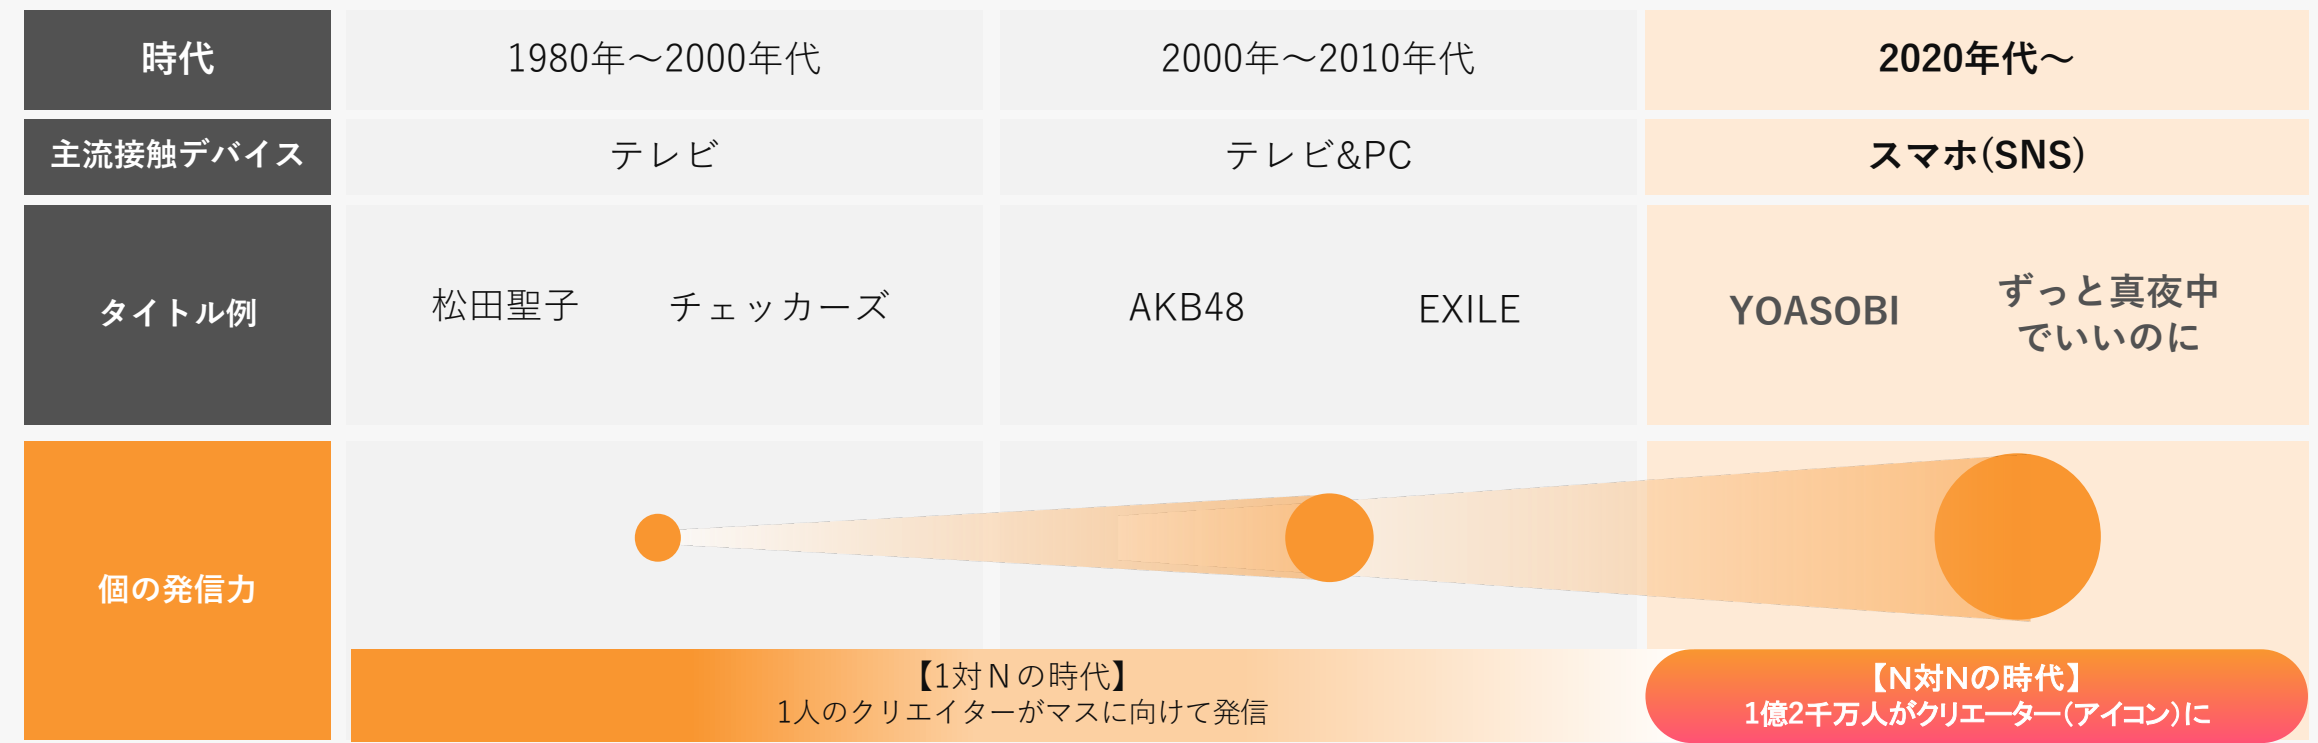 時代
1980年～2000年代
2000年～2010年代
2020年代～
主流接触デバイス
テレビ
テレビ&PC
スマホ(SNS)
タイトル例
松田聖子
チェッカーズ
AKB48
EXILE
YOASOBI
ずっと真夜中
でいいのに
個の発信力
【1対Nの時代】
1人のクリエイターがマスに向けて発信
【N対Nの時代】
1億2千万人がクリエーター(アイコン)に